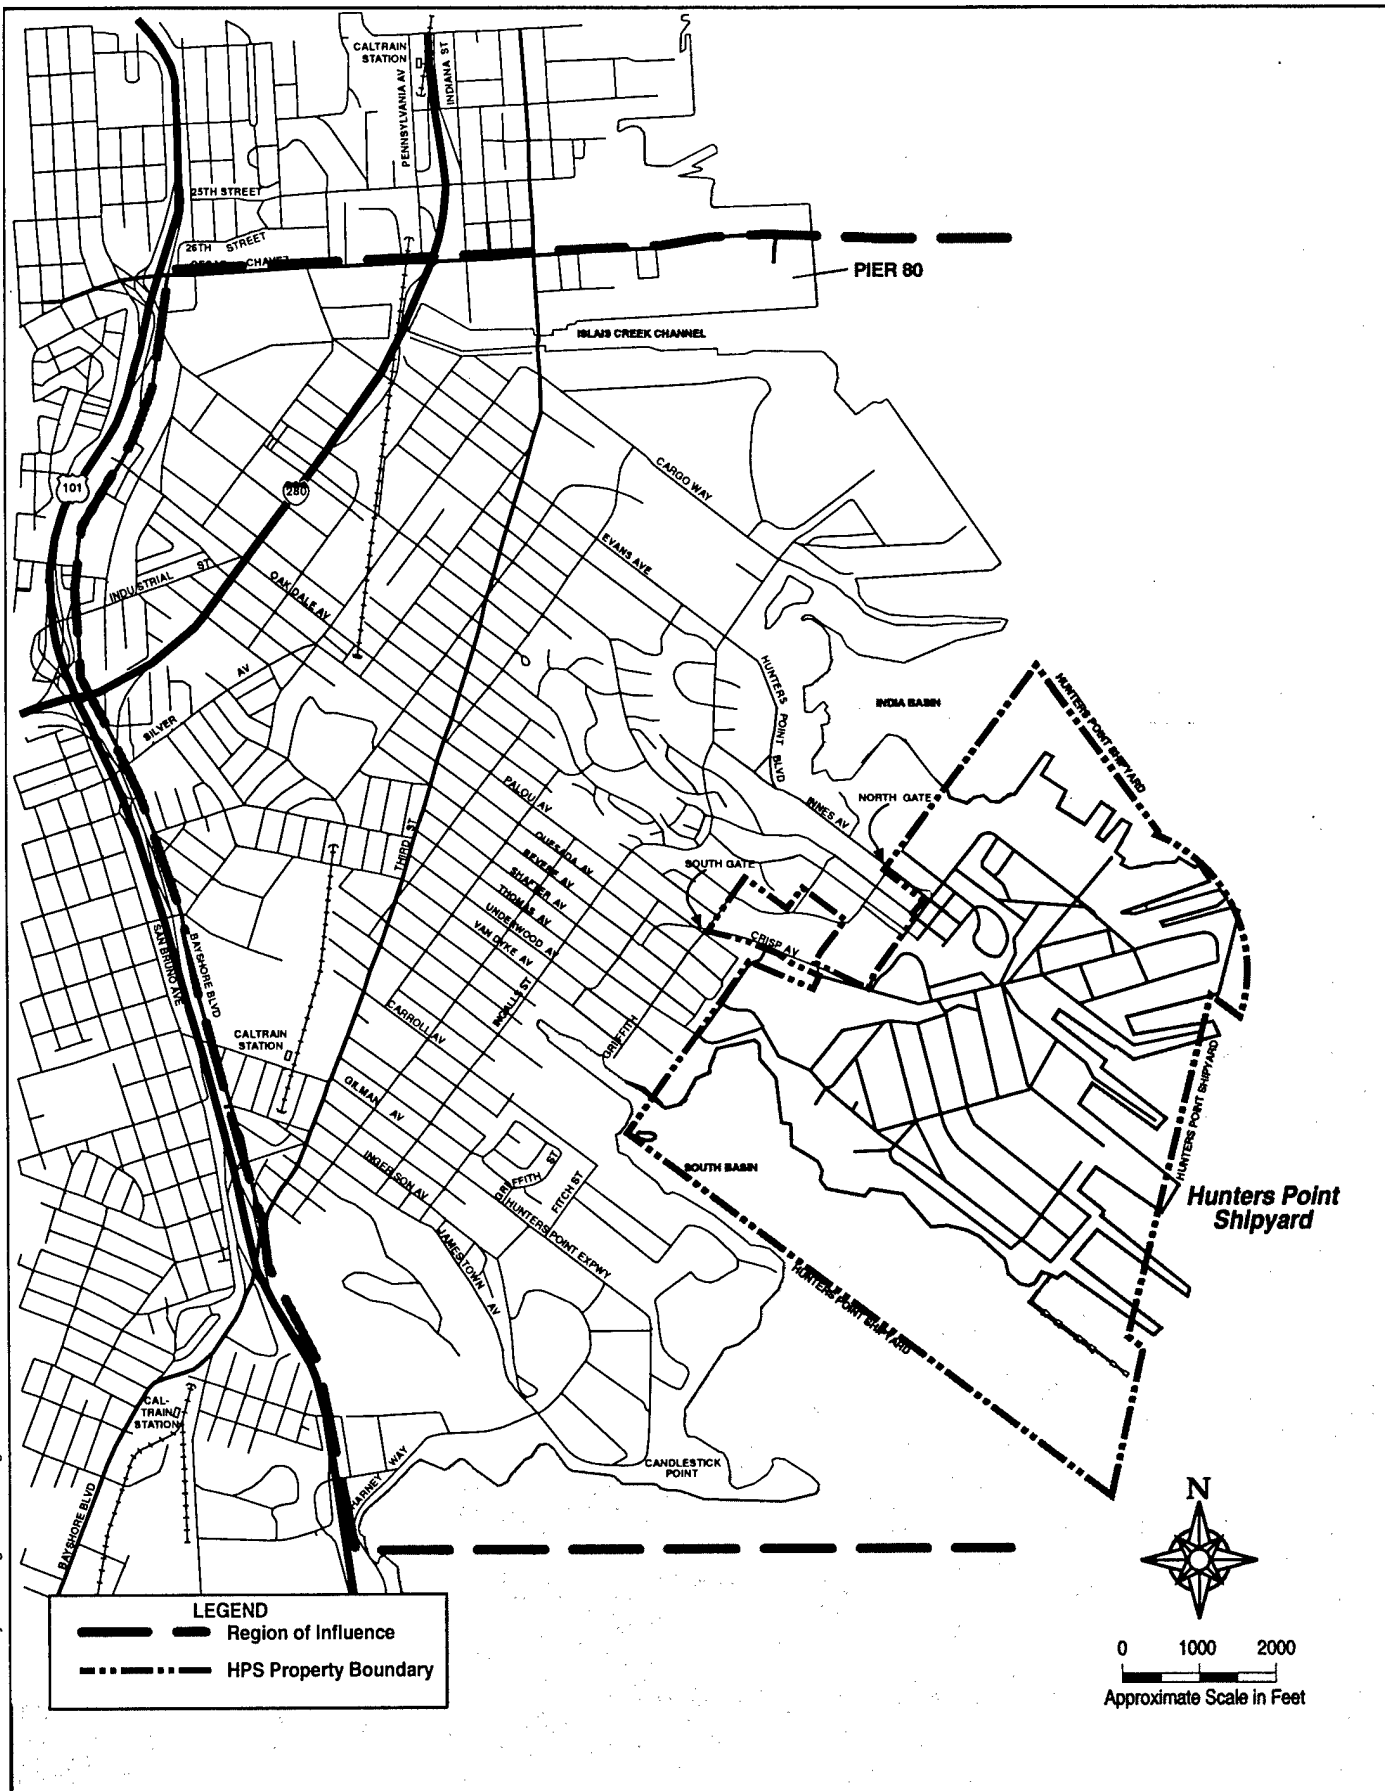 CALTRAIN
STATION
PENNSYLVANIA AV
INDIANA ST
25TH STREET
26TH STREET
CHAVEZ
PIER 80
ISLAIS CREEK CHANNEL
101
280
CARGO WAY
EVANS AVE
INDUSTRIAL ST
OAKDALE AV
SILVER AV
HUNTERS POINT BLVD
INDIA BASIN
HUNTERS POINT SHIPYARD
NORTH GATE
INNES AV
PALOU AV
THIRD ST
QUESADA AV
REVERE AV
SHAFTER AV
THOMAS AV
UNDERWOOD AV
VAN DYKE AV
SOUTH GATE
CRISP AV
SAN BRUNO AVE
BAYSHORE BLVD
INGALLS ST
CARROLL AV
GRIFFITH
CALTRAIN
STATION
GILMAN AV
HUNTERS POINT SHIPYARD
INGERSON AV
GRIFFITH ST
FITCH ST
SOUTH BASIN
Hunters Point
Shipyard
HUNTERS POINT EXPWY
JAMESTOWN AV
HUNTERS POINT SHIPYARD
CAL-
TRAIN
STATION
HARNEY WAY
CANDLESTICK
POINT
BAYSHORE BLVD
N
LEGEND
Region of Influence
HPS Property Boundary
0 1000 2000
Approximate Scale in Feet